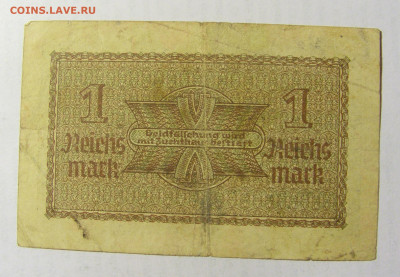 COINS.LAVE.RU
1
Reichs
mark
Geldfälschung wird
mit Zuchthaus bestraft
1
Reichs
mark